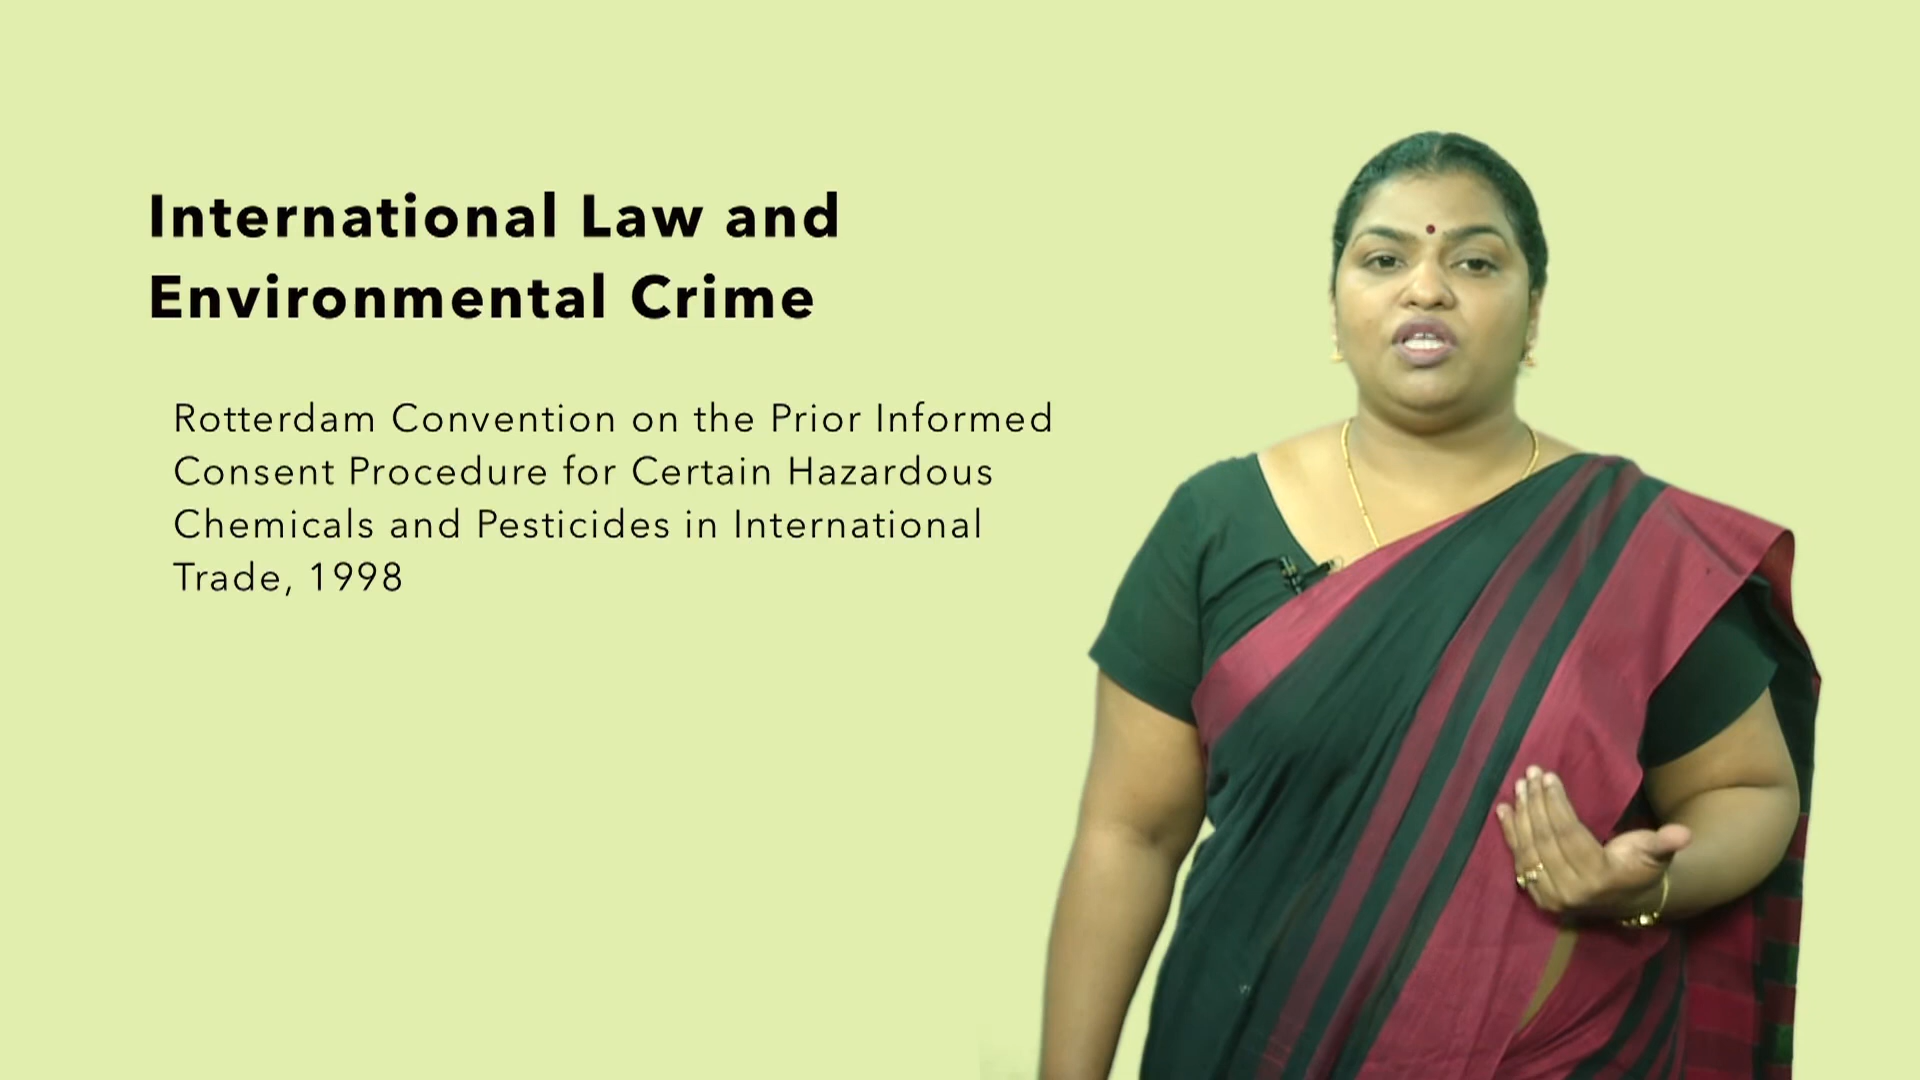 International Law and
Environmental Crime
Rotterdam Convention on the Prior Informed
Consent Procedure for Certain Hazardous
Chemicals and Pesticides in International
Trade, 1998